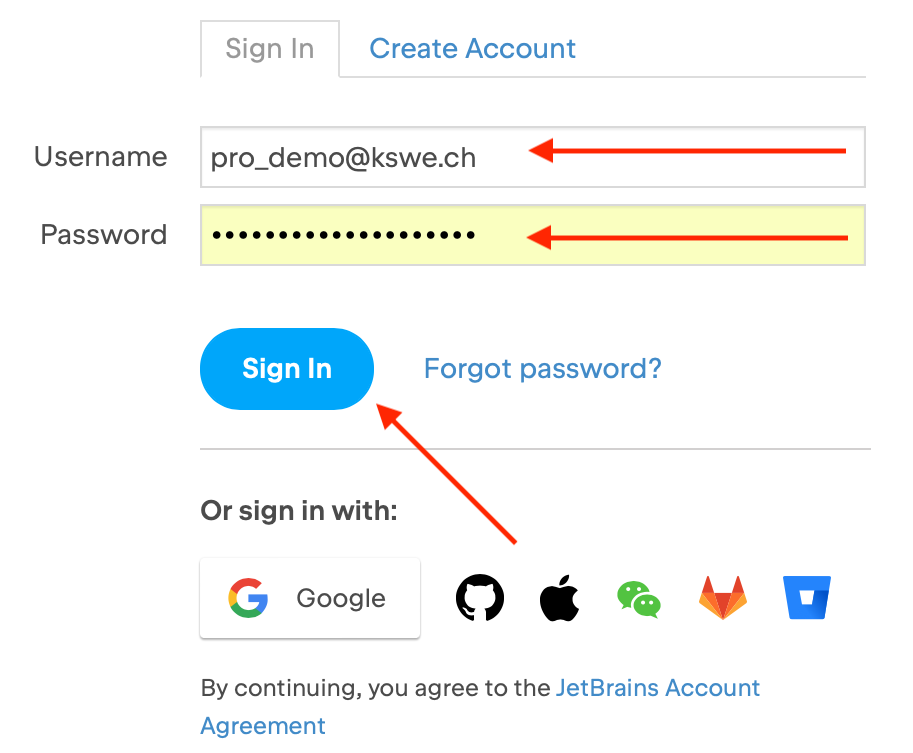 Sign In Create Account
Username pro_demo@kswe.ch
Password ••••••••••••••••••••
Sign In Forgot password?
Or sign in with:
Google
By continuing, you agree to the JetBrains Account
Agreement